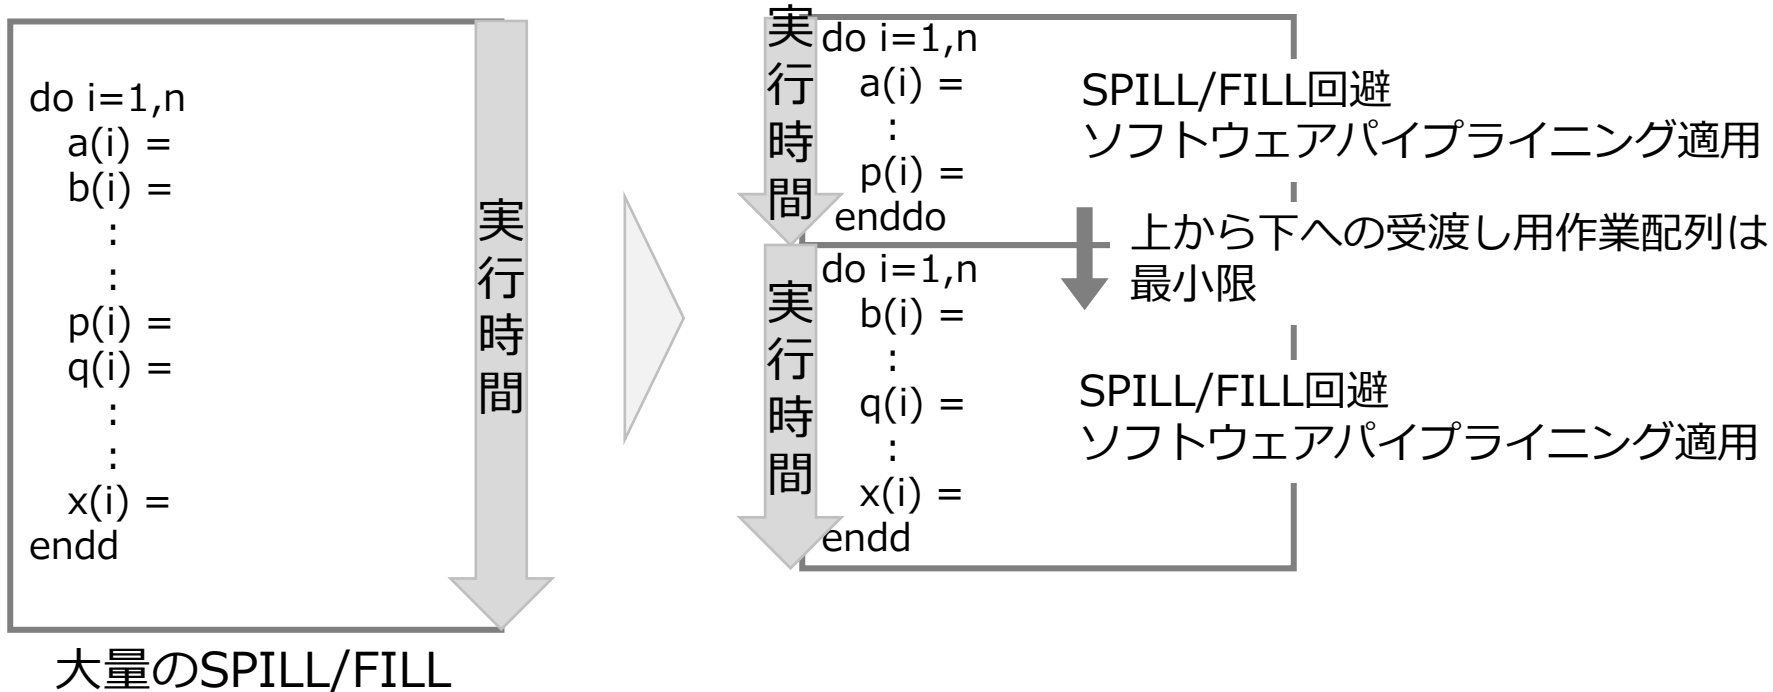 do i=1,n
a(i) =
b(i) =
:
:
p(i) =
q(i) =
:
:
x(i) =
endd
実行時間
大量のSPILL/FILL
実行時間
do i=1,n
a(i) =
:
p(i) =
enddo
SPILL/FILL回避
ソフトウェアパイプライニング適用
上から下への受渡し用作業配列は
最小限
実行時間
do i=1,n
b(i) =
:
q(i) =
:
x(i) =
endd
SPILL/FILL回避
ソフトウェアパイプライニング適用